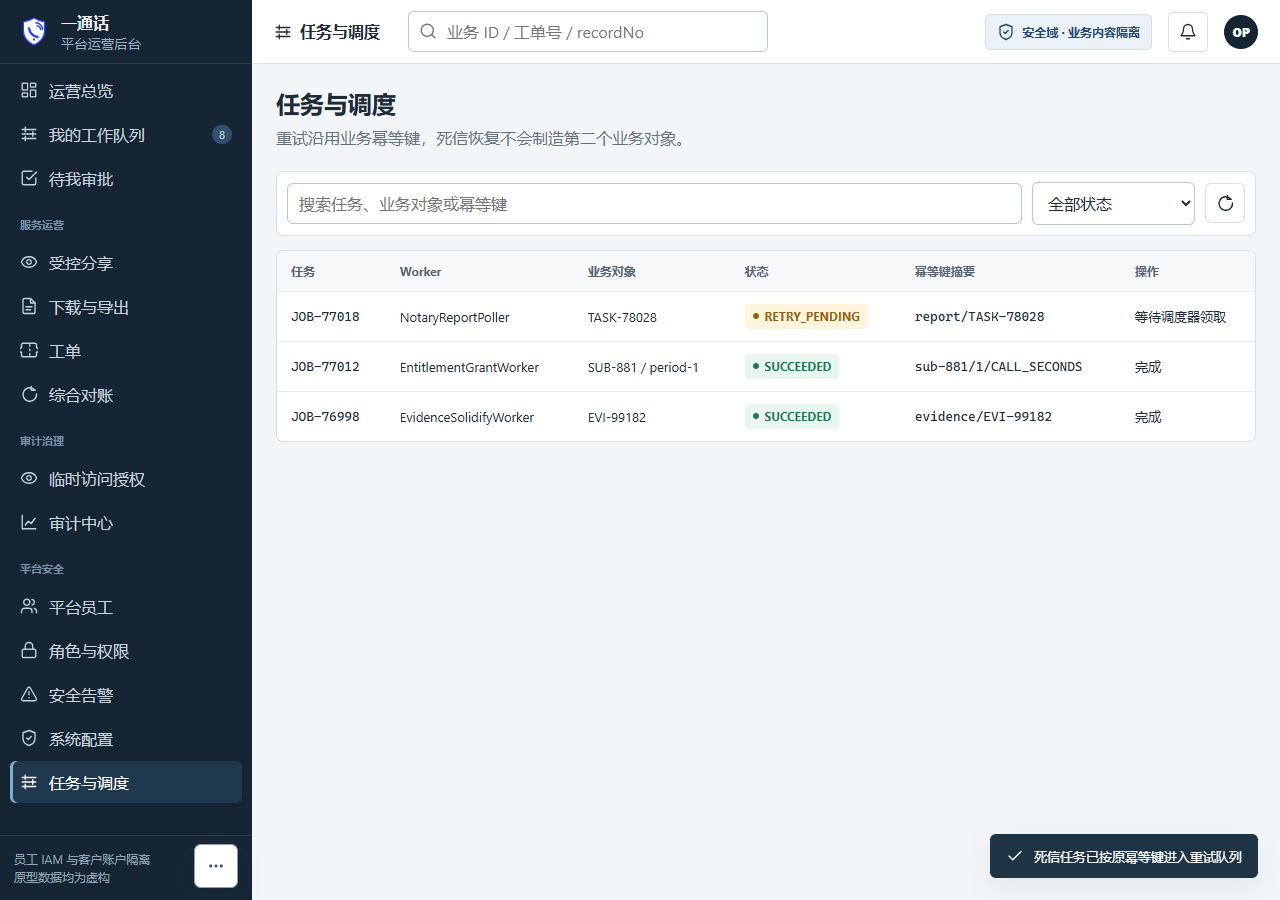 一通话
平台运营后台
任务与调度
业务 ID / 工单号 / recordNo
安全域 · 业务内容隔离
OP
运营总览
我的工作队列 8
待我审批
服务运营
受控分享
下载与导出
工单
综合对账
审计治理
临时访问授权
审计中心
平台安全
平台员工
角色与权限
安全告警
系统配置
任务与调度
员工 IAM 与客户账户隔离
原型数据均为虚构
任务与调度
重试沿用业务幂等键，死信恢复不会制造第二个业务对象。
搜索任务、业务对象或幂等键
全部状态
任务 Worker 业务对象 状态 幂等键摘要 操作
JOB-77018 NotaryReportPoller TASK-78028 RETRY_PENDING report/TASK-78028 等待调度器领取
JOB-77012 EntitlementGrantWorker SUB-881 / period-1 SUCCEEDED sub-881/1/CALL_SECONDS 完成
JOB-76998 EvidenceSolidifyWorker EVI-99182 SUCCEEDED evidence/EVI-99182 完成
死信任务已按原幂等键进入重试队列